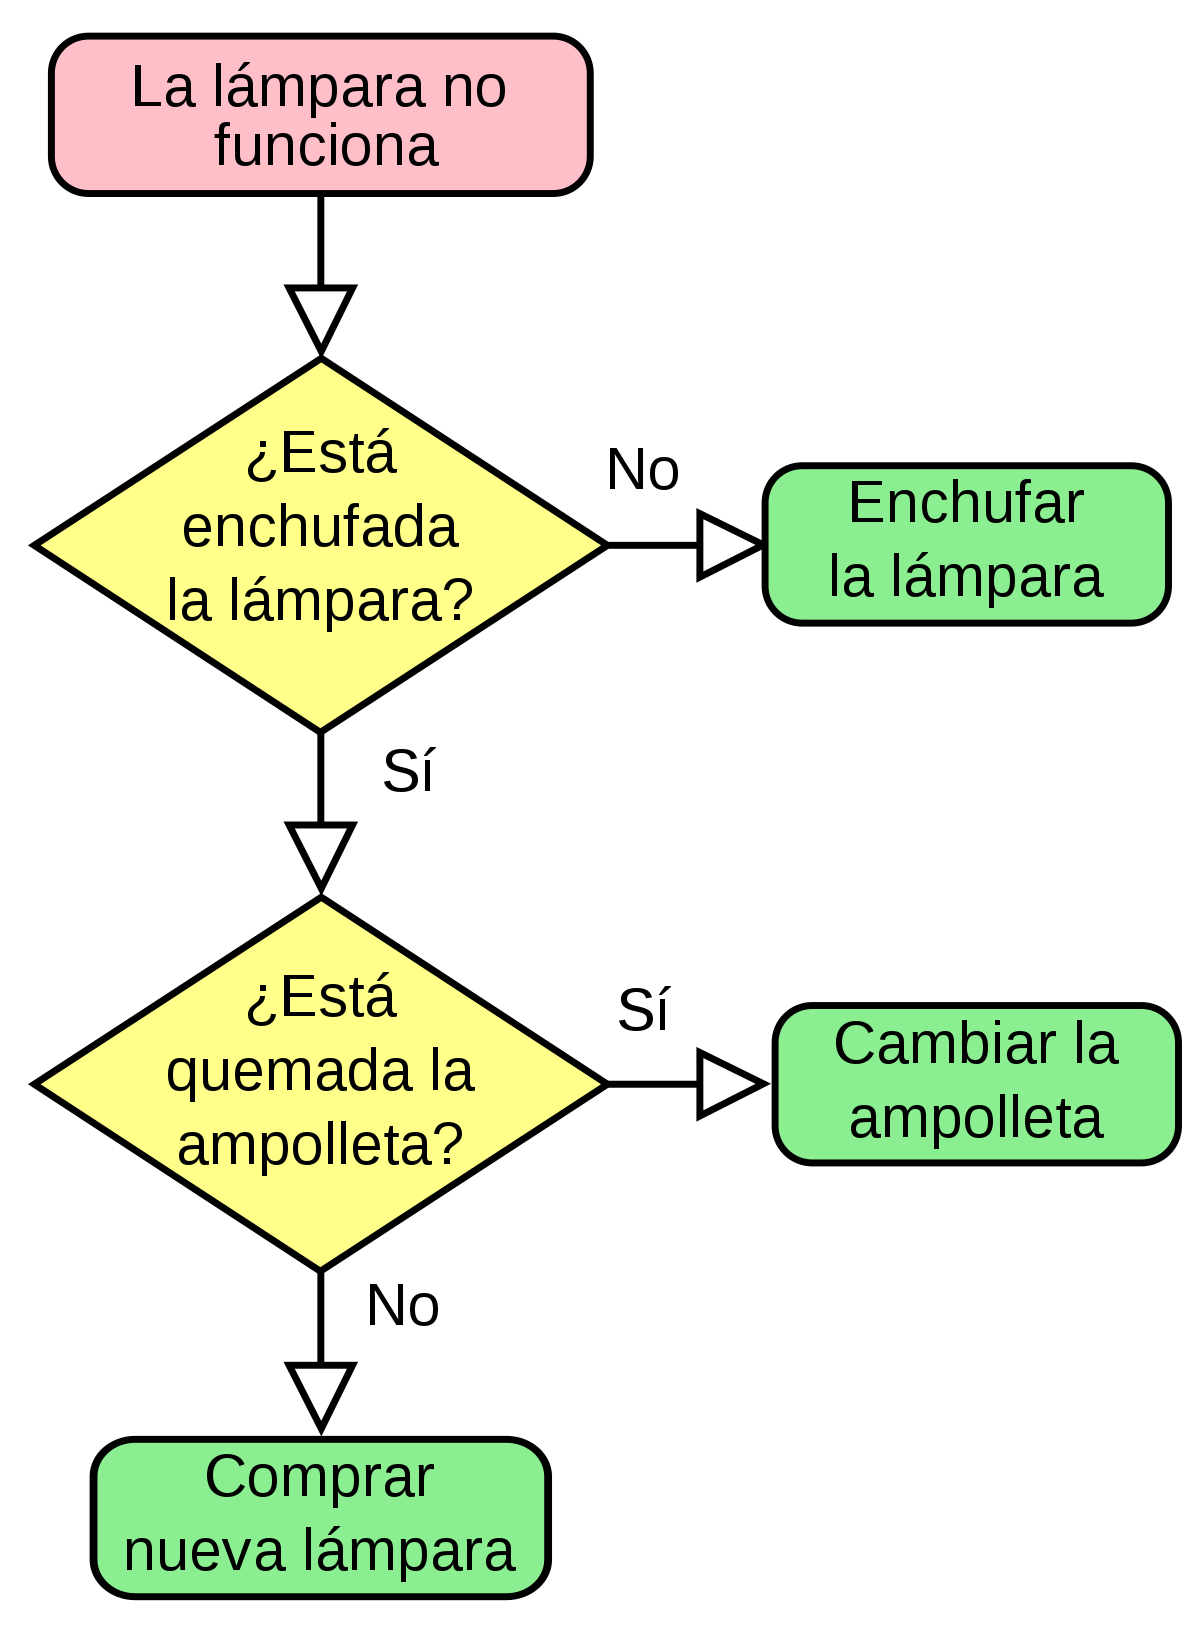 La lámpara no
funciona
¿Está
enchufada
la lámpara?
No
Enchufar
la lámpara
Sí
¿Está
quemada la
ampolleta?
Sí
Cambiar la
ampolleta
No
Comprar
nueva lámpara